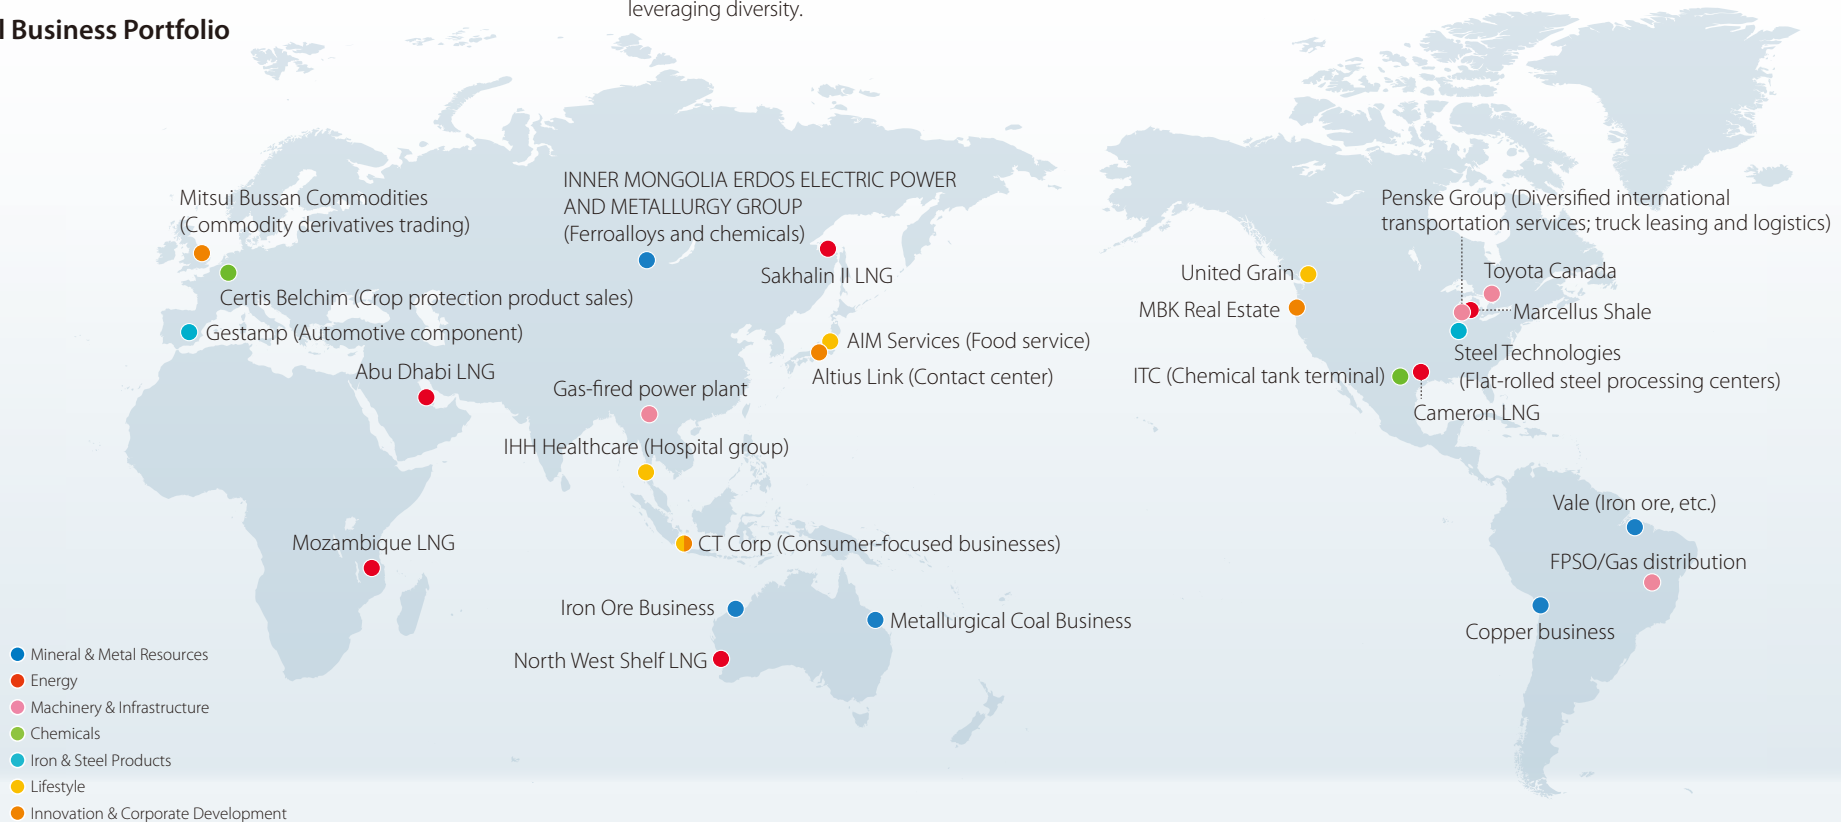 leveraging diversity.
l Business Portfolio
Mitsui Bussan Commodities
(Commodity derivatives trading)
Certis Belchim (Crop protection product sales)
Gestamp (Automotive component)
Abu Dhabi LNG
Mozambique LNG
INNER MONGOLIA ERDOS ELECTRIC POWER
AND METALLURGY GROUP
(Ferroalloys and chemicals)
Sakhalin II LNG
AIM Services (Food service)
Altius Link (Contact center)
Gas-fired power plant
IHH Healthcare (Hospital group)
CT Corp (Consumer-focused businesses)
Iron Ore Business
Metallurgical Coal Business
North West Shelf LNG
Penske Group (Diversified international
transportation services; truck leasing and logistics)
United Grain
Toyota Canada
MBK Real Estate
Marcellus Shale
Steel Technologies
(Flat-rolled steel processing centers)
ITC (Chemical tank terminal)
Cameron LNG
Vale (Iron ore, etc.)
FPSO/Gas distribution
Copper business
Mineral & Metal Resources
Energy
Machinery & Infrastructure
Chemicals
Iron & Steel Products
Lifestyle
Innovation & Corporate Development